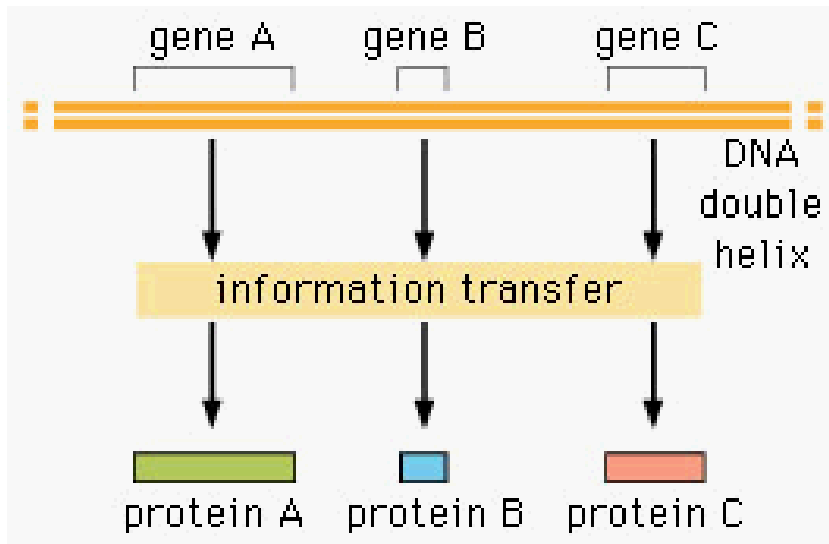 gene A
gene B
gene C
DNA
double
helix
information transfer
protein A
protein B
protein C